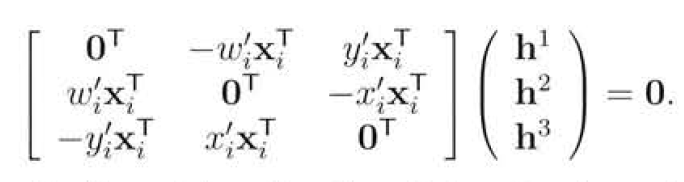 0ᵀ −w′ᵢxᵢᵀ y′ᵢxᵢᵀ h¹
w′ᵢxᵢᵀ 0ᵀ −x′ᵢxᵢᵀ h² = 0.
−y′ᵢxᵢᵀ x′ᵢxᵢᵀ 0ᵀ h³